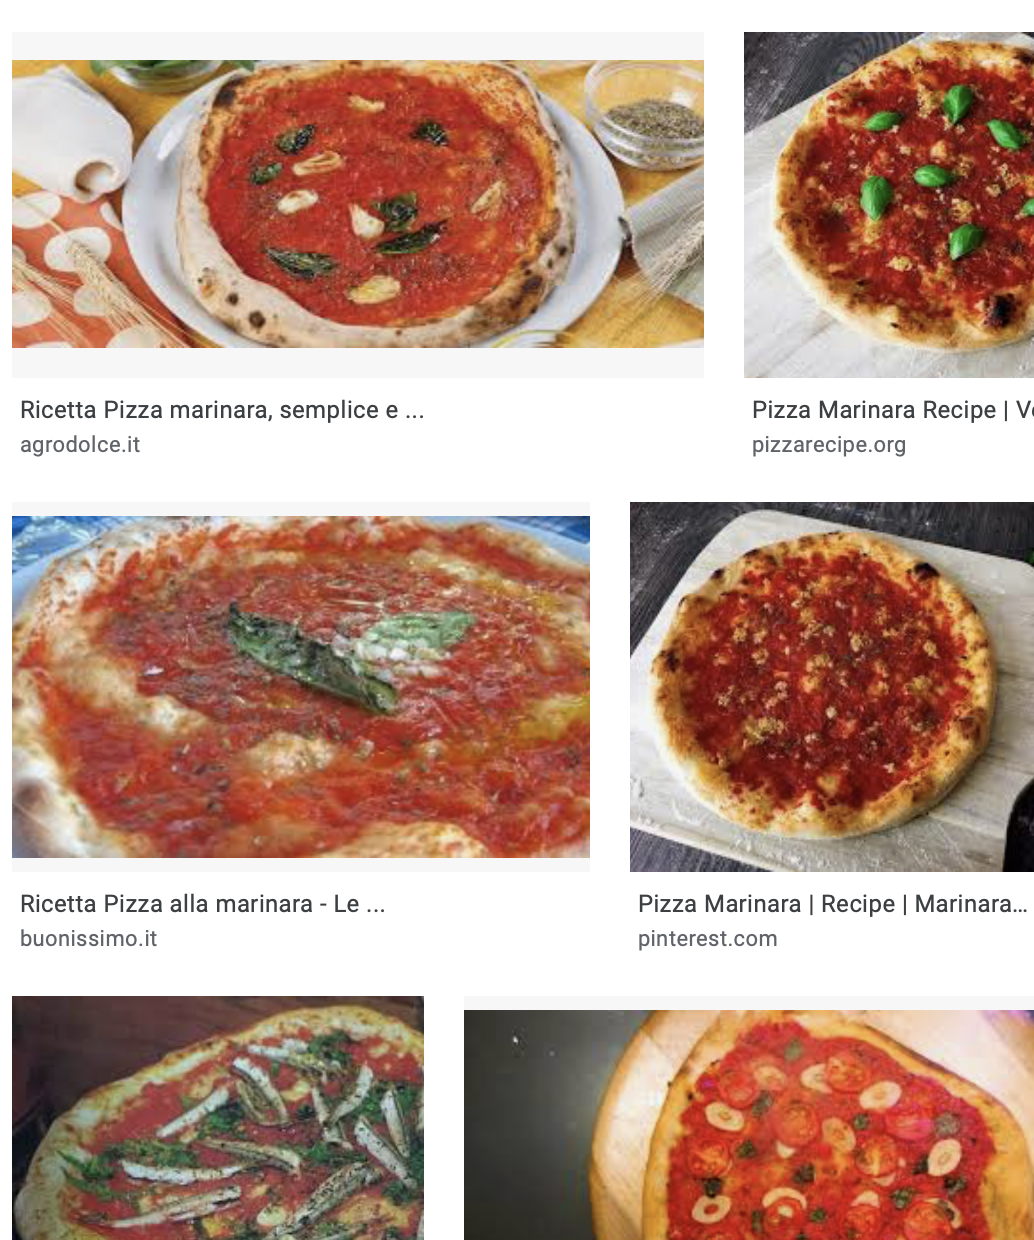 Ricetta Pizza marinara, semplice e ...
agrodolce.it
Pizza Marinara Recipe | V
pizzarecipe.org
Ricetta Pizza alla marinara - Le ...
buonissimo.it
Pizza Marinara | Recipe | Marinara...
pinterest.com